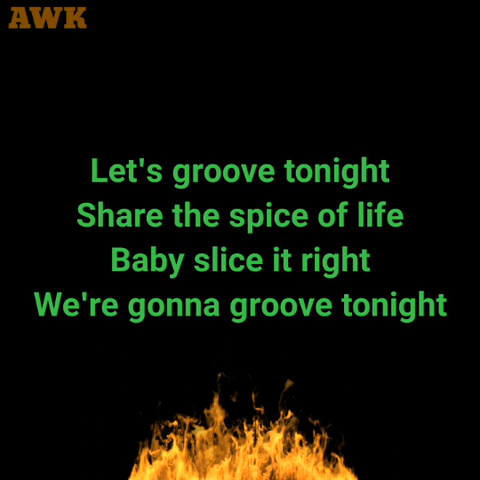 AWK
Let's groove tonight
Share the spice of life
Baby slice it right
We're gonna groove tonight